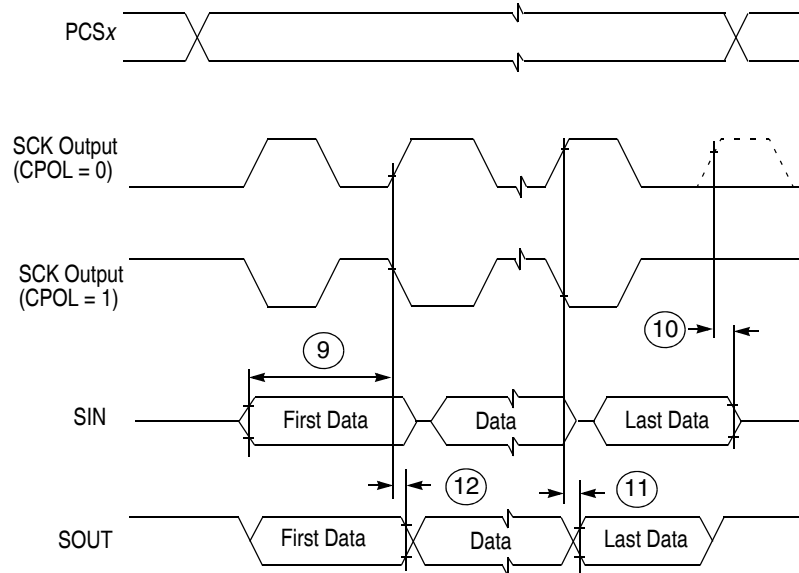 PCSx
SCK Output
(CPOL = 0)
SCK Output
(CPOL = 1)
10
9
SIN
First Data
Data
Last Data
12
11
SOUT
First Data
Data
Last Data